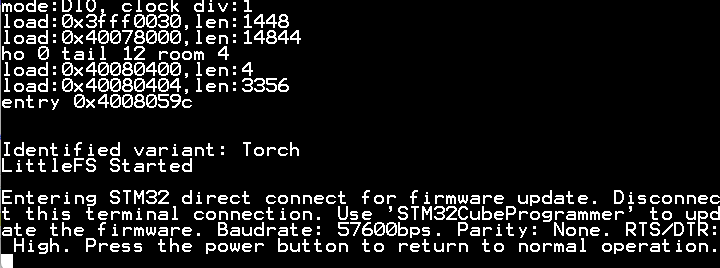 mode:DIO, clock div:1
load:0x3fff0030,len:1448
load:0x40078000,len:14844
ho 0 tail 12 room 4
load:0x40080400,len:4
load:0x40080404,len:3356
entry 0x4008059c
Identified variant: Torch
LittleFS Started
Entering STM32 direct connect for firmware update. Disconnec
t this terminal connection. Use 'STM32CubeProgrammer' to upd
ate the firmware. Baudrate: 57600bps. Parity: None. RTS/DTR:
 High. Press the power button to return to normal operation.